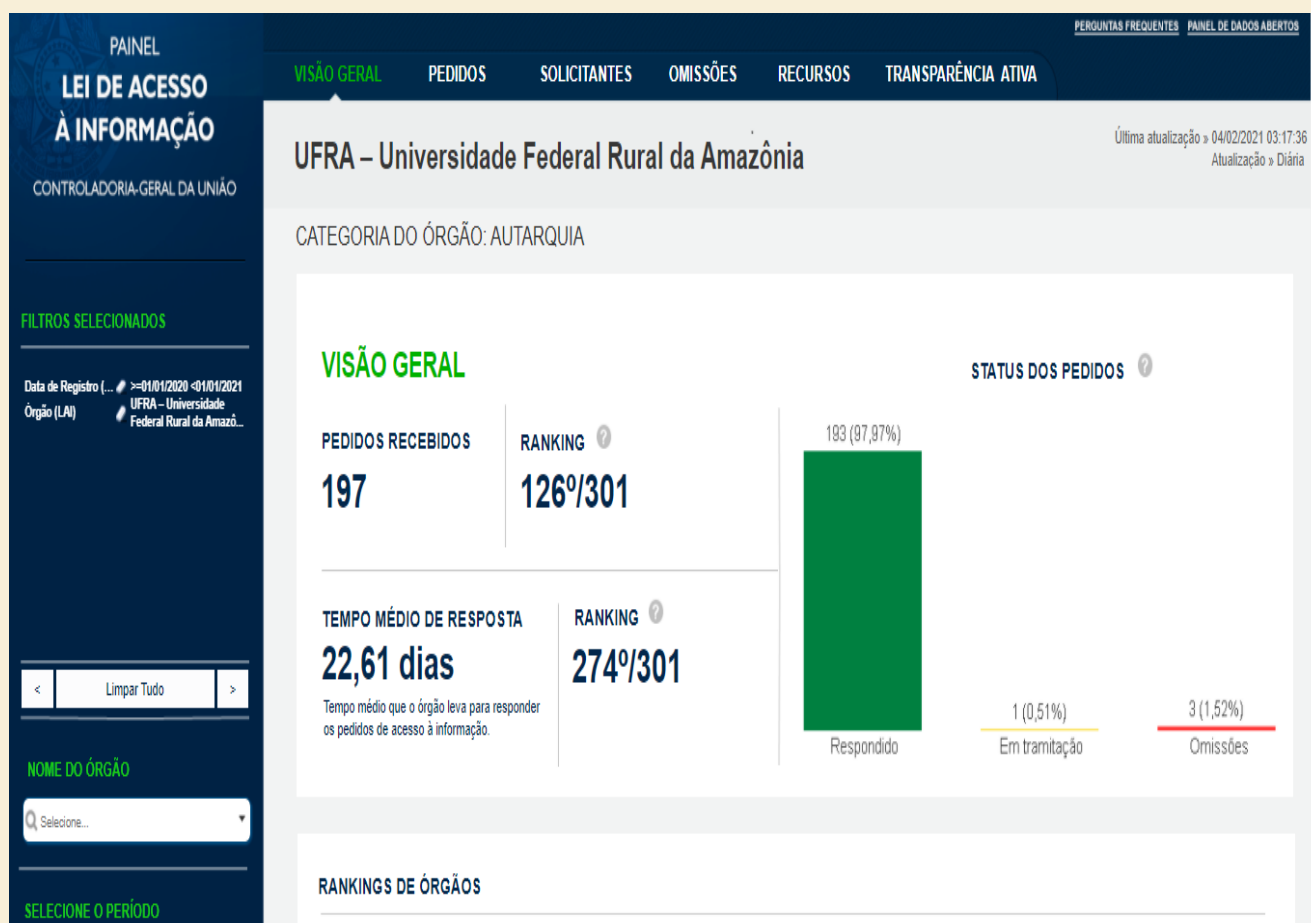 PERGUNTAS FREQUENTES PAINEL DE DADOS ABERTOS
PAINEL
LEI DE ACESSO
À INFORMAÇÃO
CONTROLADORIA-GERAL DA UNIÃO
VISÃO GERAL PEDIDOS SOLICITANTES OMISSÕES RECURSOS TRANSPARÊNCIA ATIVA
UFRA – Universidade Federal Rural da Amazônia
Última atualização » 04/02/2021 03:17:36
Atualização » Diária
CATEGORIA DO ÓRGÃO: AUTARQUIA
FILTROS SELECIONADOS
Data de Registro (... >=01/01/2020 <01/01/2021
Órgão (LAI) UFRA – Universidade
Federal Rural da Amazô...
< Limpar Tudo >
NOME DO ÓRGÃO
Selecione...
SELECIONE O PERÍODO
VISÃO GERAL
PEDIDOS RECEBIDOS
197
RANKING ?
126º/301
TEMPO MÉDIO DE RESPOSTA
22,61 dias
Tempo médio que o órgão leva para responder
os pedidos de acesso à informação.
RANKING ?
274º/301
STATUS DOS PEDIDOS ?
193 (97,97%)
1 (0,51%)
3 (1,52%)
Respondido Em tramitação Omissões
RANKINGS DE ÓRGÃOS